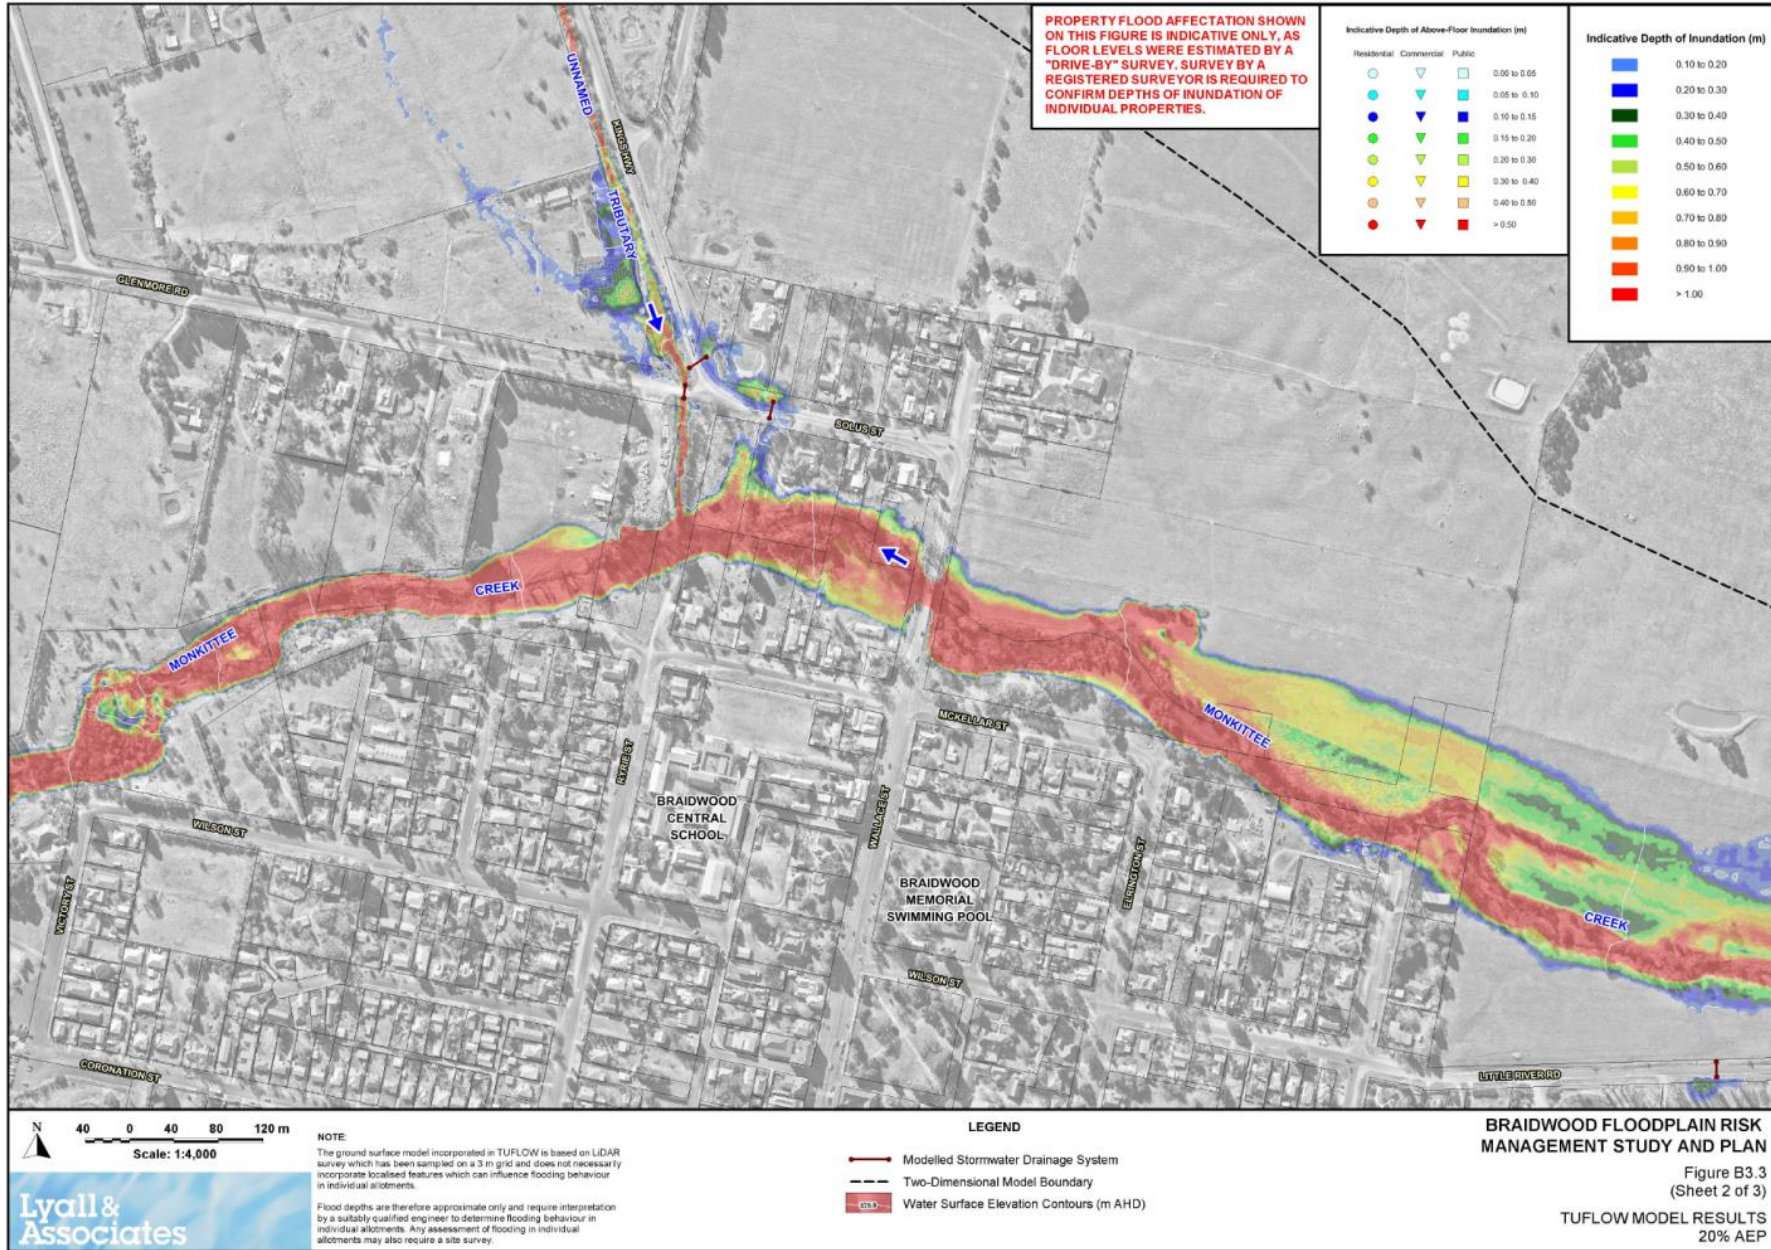 PROPERTY FLOOD AFFECTATION SHOWN
ON THIS FIGURE IS INDICATIVE ONLY, AS
FLOOR LEVELS WERE ESTIMATED BY A
"DRIVE-BY" SURVEY. SURVEY BY A
REGISTERED SURVEYOR IS REQUIRED TO
CONFIRM DEPTHS OF INUNDATION OF
INDIVIDUAL PROPERTIES.
Indicative Depth of Above-Floor Inundation (m)
Residential Commercial Public
0.00 to 0.05
0.05 to 0.10
0.10 to 0.15
0.15 to 0.20
0.20 to 0.30
0.30 to 0.40
0.40 to 0.50
> 0.50
Indicative Depth of Inundation (m)
0.10 to 0.20
0.20 to 0.30
0.30 to 0.40
0.40 to 0.50
0.50 to 0.60
0.60 to 0.70
0.70 to 0.80
0.80 to 0.90
0.90 to 1.00
> 1.00
UNNAMED
KINGS HWY
TRIBUTARY
GLENMORE RD
SOLUS ST
CREEK
MONKITTEE
MONKITTEE
MCKELLAR ST
RYRIE ST
BRAIDWOOD
CENTRAL
SCHOOL
WALLACE ST
WILSON ST
ELRINGTON ST
BRAIDWOOD
MEMORIAL
SWIMMING POOL
VICTORY ST
CREEK
WILSON ST
CORONATION ST
LITTLE RIVER RD
N
40 0 40 80 120 m
Scale: 1:4,000
Lyall &
Associates
NOTE:
The ground surface model incorporated in TUFLOW is based on LiDAR
survey which has been sampled on a 3 m grid and does not necessarily
incorporate localised features which can influence flooding behaviour
in individual allotments.
Flood depths are therefore approximate only and require interpretation
by a suitably qualified engineer to determine flooding behaviour in
individual allotments. Any assessment of flooding in individual
allotments may also require a site survey.
LEGEND
Modelled Stormwater Drainage System
Two-Dimensional Model Boundary
Water Surface Elevation Contours (m AHD)
BRAIDWOOD FLOODPLAIN RISK
MANAGEMENT STUDY AND PLAN
Figure B3.3
(Sheet 2 of 3)
TUFLOW MODEL RESULTS
20% AEP